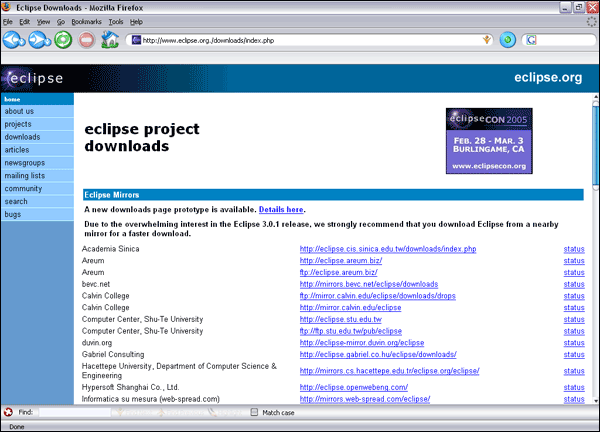 Eclipse Downloads - Mozilla Firefox
File Edit View Go Bookmarks Tools Help
http://www.eclipse.org./downloads/index.php
eclipse
eclipse.org
home
about us
projects
downloads
articles
newsgroups
mailing lists
community
search
bugs
eclipse project
downloads
eclipseCON 2005
FEB. 28 - MAR. 3
BURLINGAME, CA
www.eclipsecon.org
Eclipse Mirrors
A new downloads page prototype is available. Details here.
Due to the overwhelming interest in the Eclipse 3.0.1 release, we strongly recommend that you download Eclipse from a nearby
mirror for a faster download.
Academia Sinica http://eclipse.cis.sinica.edu.tw/downloads/index.php status
Areum http://eclipse.areum.biz/ status
Areum ftp://eclipse.areum.biz/ status
bevc.net http://mirrors.bevc.net/eclipse/downloads status
Calvin College ftp://mirror.calvin.edu/eclipse/downloads/drops status
Calvin College http://mirror.calvin.edu/eclipse status
Computer Center, Shu-Te University http://eclipse.stu.edu.tw status
Computer Center, Shu-Te University ftp://ftp.stu.edu.tw/pub/eclipse status
duvin.org http://eclipse-mirror.duvin.org/eclipse status
Gabriel Consulting http://eclipse.gabriel.co.hu/eclipse/downloads/ status
Hacettepe University, Department of Computer Science &
Engineering http://mirrors.cs.hacettepe.edu.tr/eclipse.org/eclipse/ status
Hypersoft Shanghai Co., Ltd. http://eclipse.openwebeng.com/ status
Informatica su mesura (web-spread.com) http://mirrors.web-spread.com/eclipse/ status
Find: Match case
Done